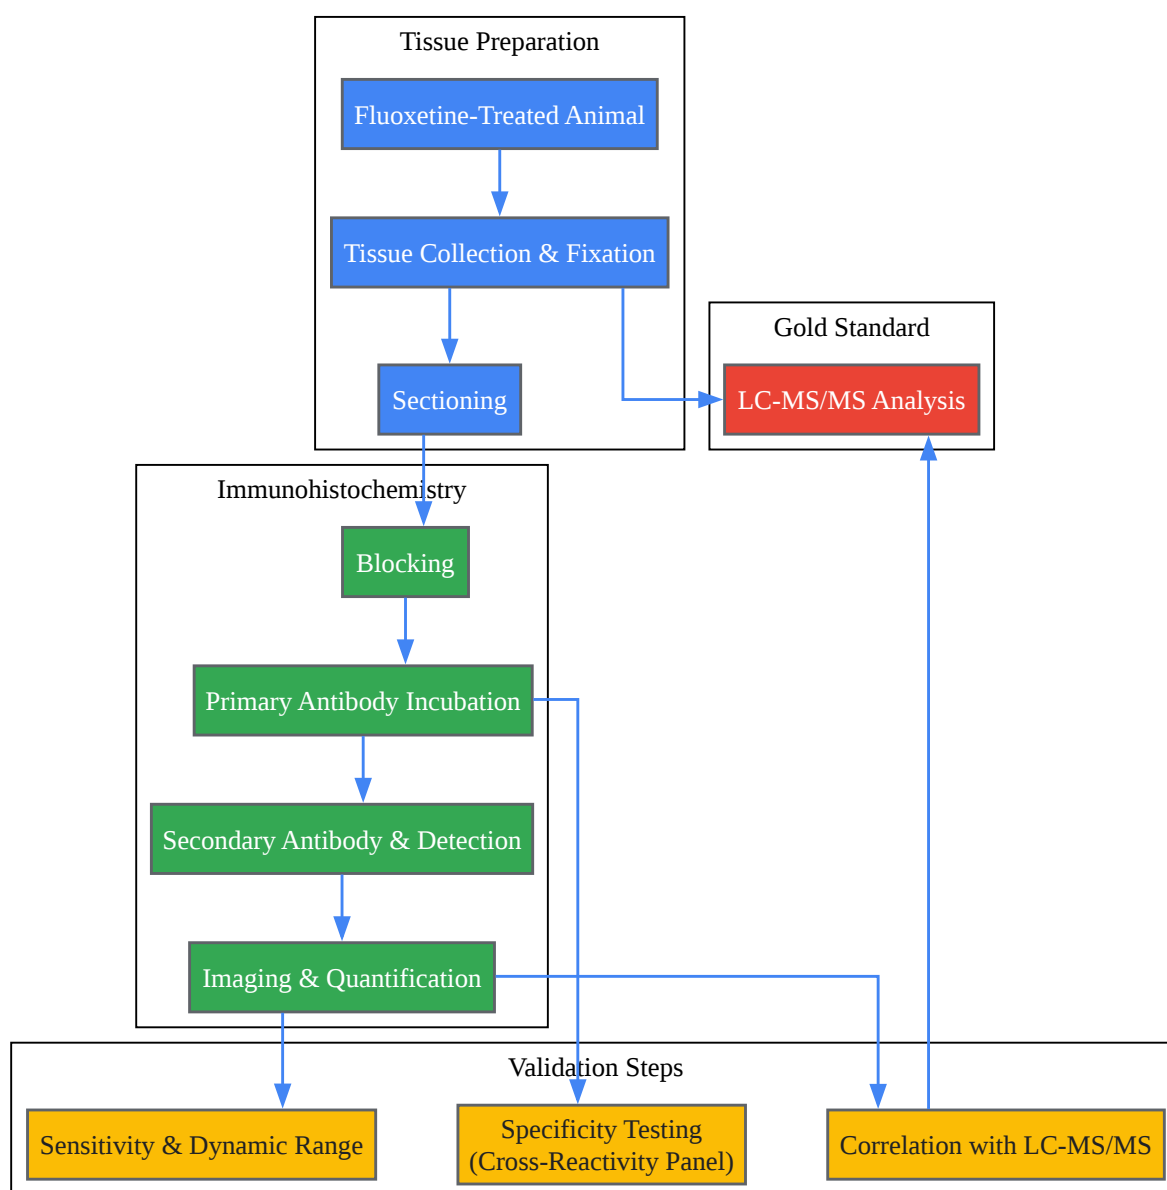 Tissue Preparation
Fluoxetine-Treated Animal
Tissue Collection & Fixation
Gold Standard
Sectioning
LC-MS/MS Analysis
Immunohistochemistry
Blocking
Primary Antibody Incubation
Secondary Antibody & Detection
Imaging & Quantification
Validation Steps
Sensitivity & Dynamic Range
Specificity Testing
(Cross-Reactivity Panel)
Correlation with LC-MS/MS